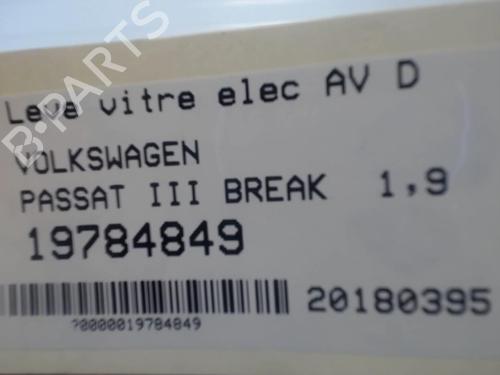 Leve vitre elec AV D
VOLKSWAGEN
PASSAT III BREAK 1,9
19784849
20180395
?0000019784849
B-PARTS